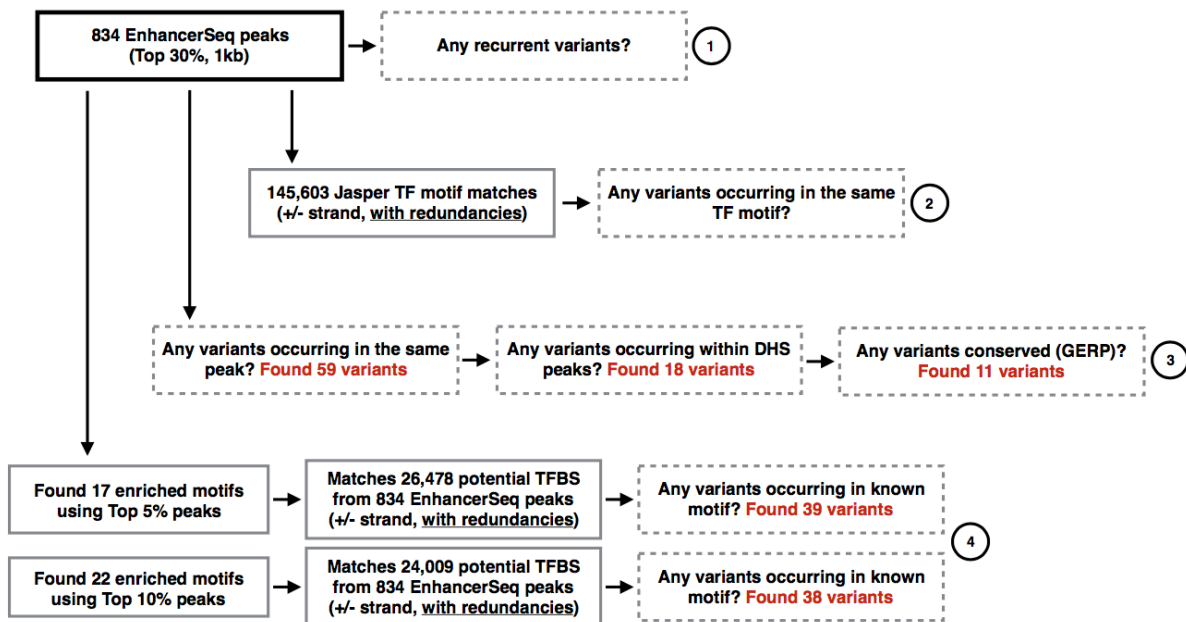 834 EnhancerSeq peaks
(Top 30%, 1kb)
Any recurrent variants?
1
145,603 Jasper TF motif matches
(+/- strand, with redundancies)
Any variants occurring in the same
TF motif?
2
Any variants occurring in the same
peak? Found 59 variants
Any variants occurring within DHS
peaks? Found 18 variants
Any variants conserved (GERP)?
Found 11 variants
3
Found 17 enriched motifs
using Top 5% peaks
Matches 26,478 potential TFBS
from 834 EnhancerSeq peaks
(+/- strand, with redundancies)
Any variants occurring in known
motif? Found 39 variants
4
Found 22 enriched motifs
using Top 10% peaks
Matches 24,009 potential TFBS
from 834 EnhancerSeq peaks
(+/- strand, with redundancies)
Any variants occurring in known
motif? Found 38 variants